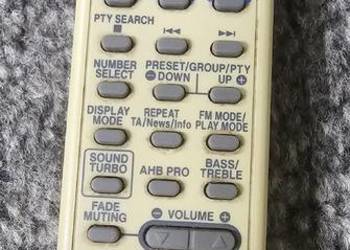 PTY SEARCH
■ ⏮ ⏭
NUMBER PRESET/GROUP/PTY
SELECT ⊖DOWN UP⊕
DISPLAY REPEAT FM MODE/
MODE TA/News/Info PLAY MODE
SOUND BASS/
TURBO AHB PRO TREBLE
FADE
MUTING ⊖ VOLUME ⊕